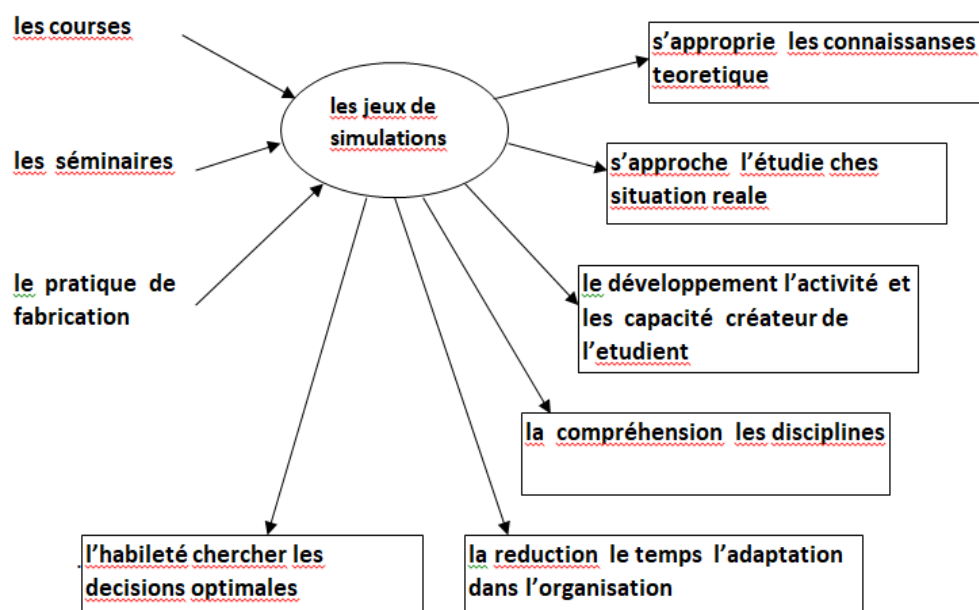 les courses
les séminaires
le pratique de
fabrication
les jeux de
simulations
s'approprie les connaissanses
teoretique
s'approche l'étudie ches
situation reale
le développement l'activité et
les capacité créateur de
l'etudient
la compréhension les disciplines
l'habileté chercher les
decisions optimales
la reduction le temps l'adaptation
dans l'organisation